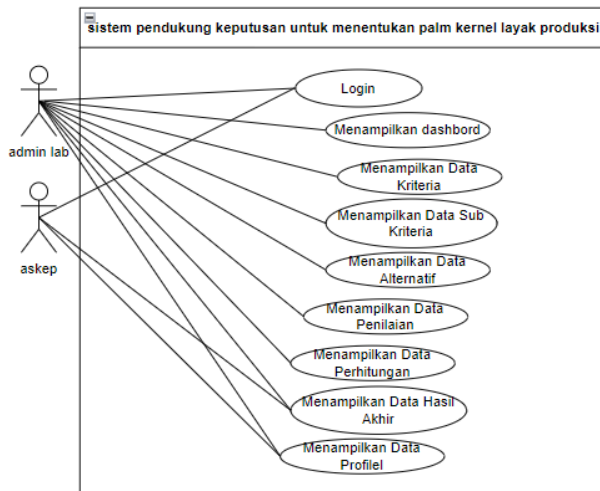 sistem pendukung keputusan untuk menentukan palm kernel layak produksi
Login
Menampilkan dashbord
admin lab
Menampilkan Data
Kriteria
Menampilkan Data Sub
Kriteria
askep
Menampilkan Data
Alternatif
Menampilkan Data
Penilaian
Menampilkan Data
Perhitungan
Menampilkan Data Hasil
Akhir
Menampilkan Data
Profilel